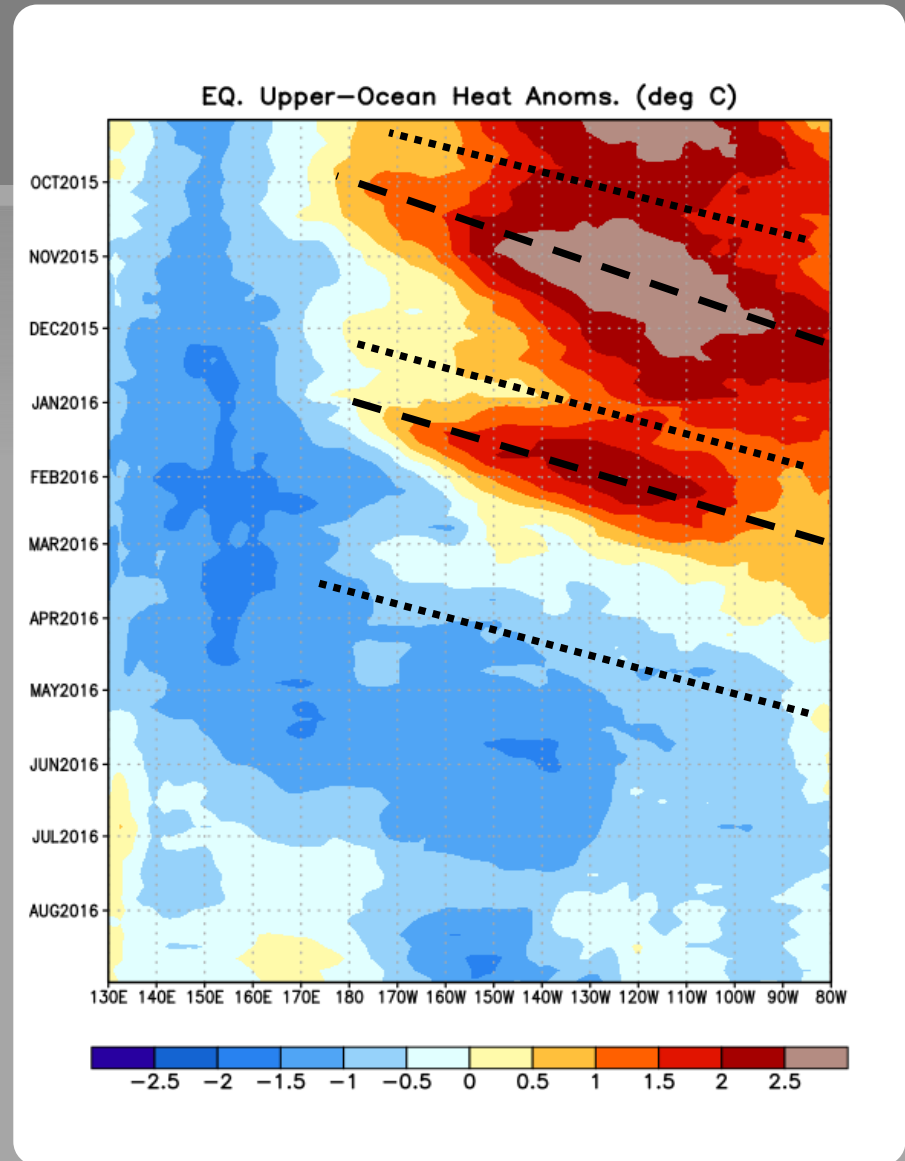 EQ. Upper-Ocean Heat Anoms. (deg C)
OCT2015
NOV2015
DEC2015
JAN2016
FEB2016
MAR2016
APR2016
MAY2016
JUN2016
JUL2016
AUG2016
130E 140E 150E 160E 170E 180 170W 160W 150W 140W 130W 120W 110W 100W 90W 80W
−2.5 −2 −1.5 −1 −0.5 0 0.5 1 1.5 2 2.5